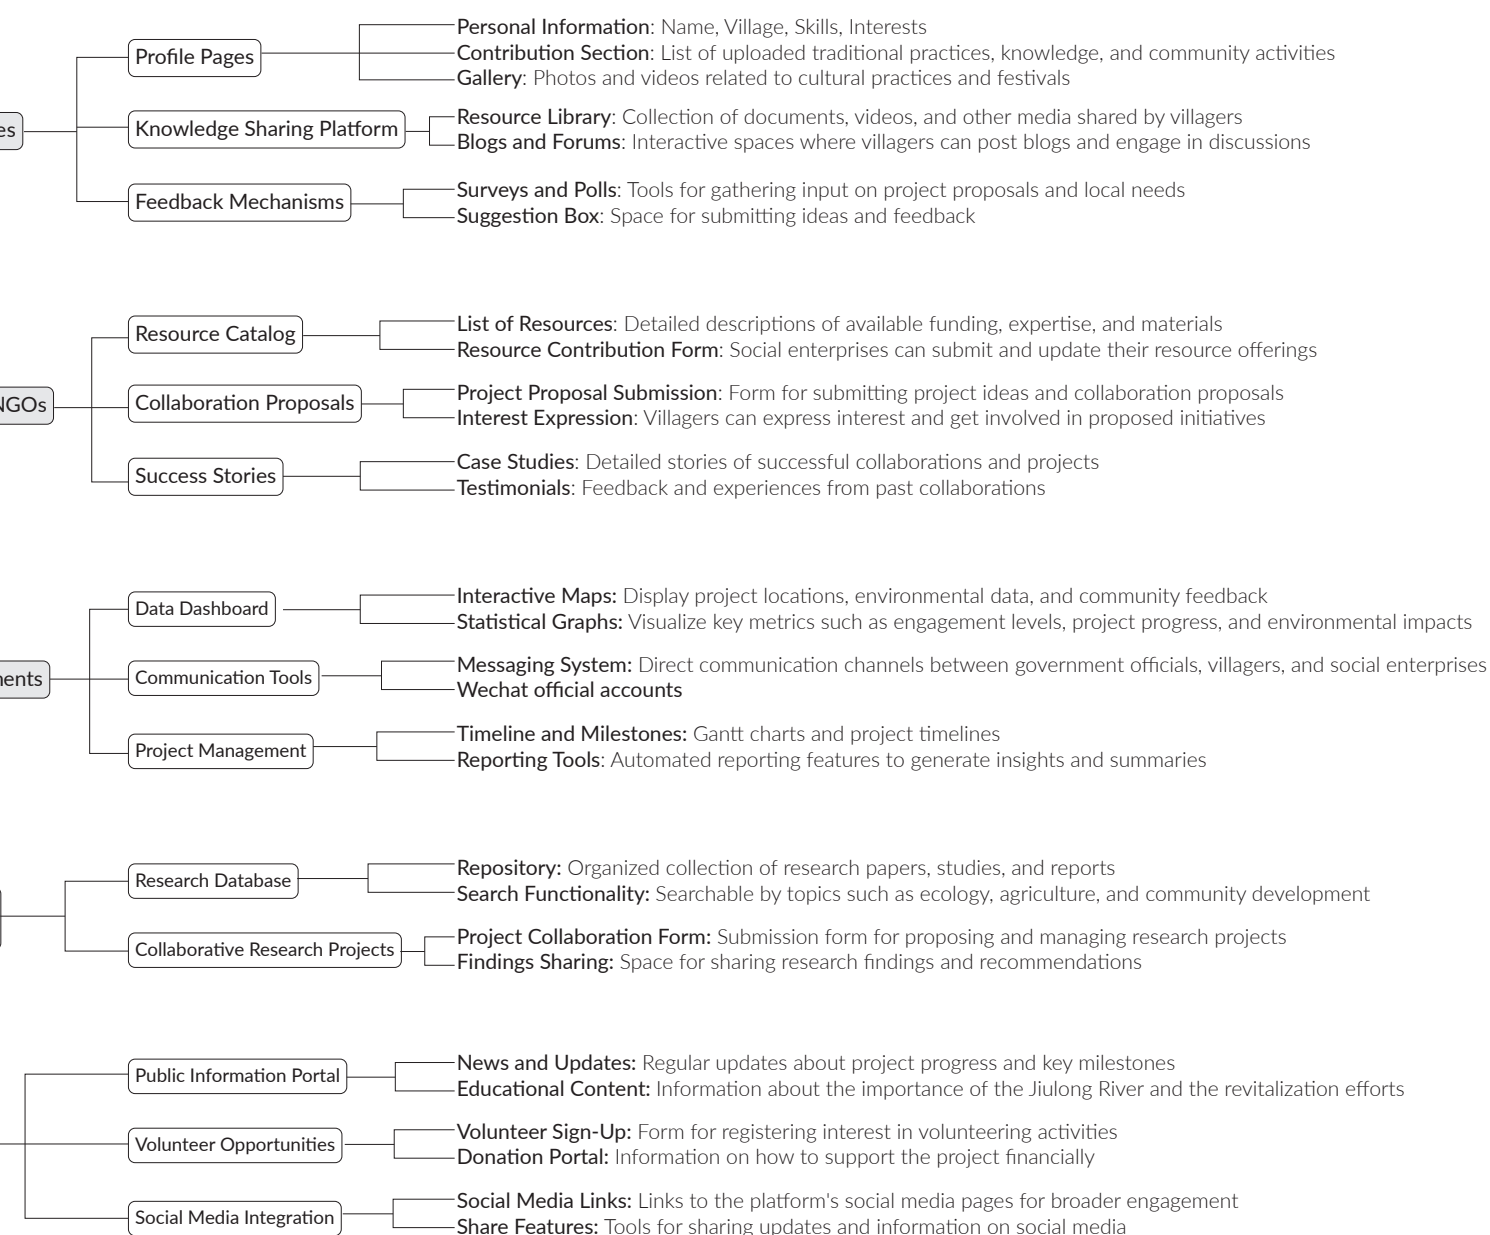 Personal Information: Name, Village, Skills, Interests
Profile Pages
Contribution Section: List of uploaded traditional practices, knowledge, and community activities
Gallery: Photos and videos related to cultural practices and festivals
es
Knowledge Sharing Platform
Resource Library: Collection of documents, videos, and other media shared by villagers
Blogs and Forums: Interactive spaces where villagers can post blogs and engage in discussions
Feedback Mechanisms
Surveys and Polls: Tools for gathering input on project proposals and local needs
Suggestion Box: Space for submitting ideas and feedback
Resource Catalog
List of Resources: Detailed descriptions of available funding, expertise, and materials
Resource Contribution Form: Social enterprises can submit and update their resource offerings
NGOs
Collaboration Proposals
Project Proposal Submission: Form for submitting project ideas and collaboration proposals
Interest Expression: Villagers can express interest and get involved in proposed initiatives
Success Stories
Case Studies: Detailed stories of successful collaborations and projects
Testimonials: Feedback and experiences from past collaborations
Data Dashboard
Interactive Maps: Display project locations, environmental data, and community feedback
Statistical Graphs: Visualize key metrics such as engagement levels, project progress, and environmental impacts
ments
Communication Tools
Messaging System: Direct communication channels between government officials, villagers, and social enterprises
Wechat official accounts
Project Management
Timeline and Milestones: Gantt charts and project timelines
Reporting Tools: Automated reporting features to generate insights and summaries
Research Database
Repository: Organized collection of research papers, studies, and reports
Search Functionality: Searchable by topics such as ecology, agriculture, and community development
Collaborative Research Projects
Project Collaboration Form: Submission form for proposing and managing research projects
Findings Sharing: Space for sharing research findings and recommendations
Public Information Portal
News and Updates: Regular updates about project progress and key milestones
Educational Content: Information about the importance of the Jiulong River and the revitalization efforts
Volunteer Opportunities
Volunteer Sign-Up: Form for registering interest in volunteering activities
Donation Portal: Information on how to support the project financially
Social Media Integration
Social Media Links: Links to the platform's social media pages for broader engagement
Share Features: Tools for sharing updates and information on social media